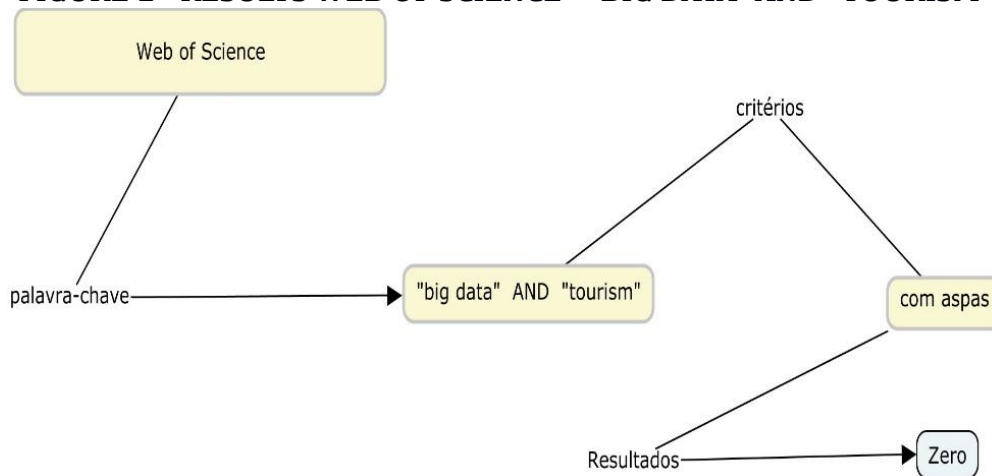 Web of Science
critérios
palavra-chave
"big data" AND "tourism"
com aspas
Resultados
Zero